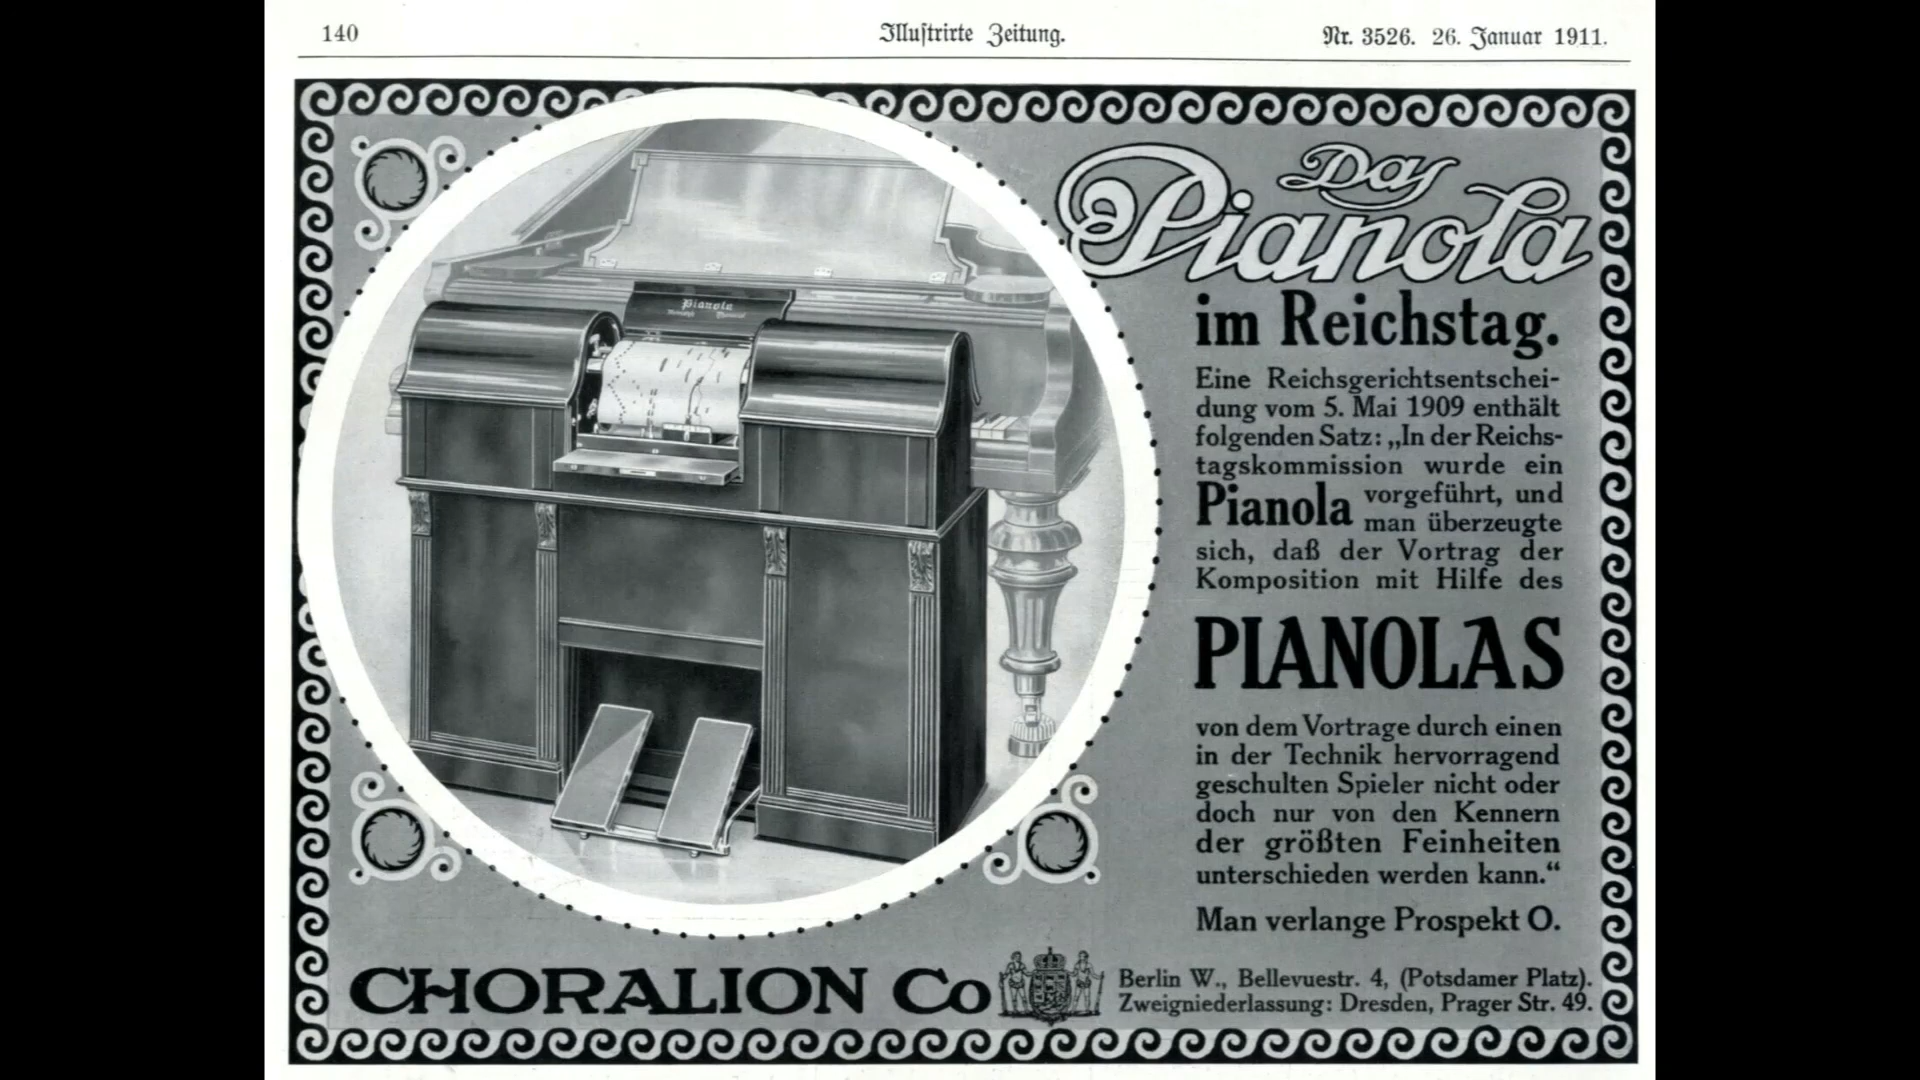 140 Illustrirte Zeitung. Nr. 3526. 26. Januar 1911.
Das
Pianola
im Reichstag.
Eine Reichsgerichtsentschei-
dung vom 5. Mai 1909 enthält
folgenden Satz: „In der Reichs-
tagskommission wurde ein
Pianola vorgeführt, und
man überzeugte
sich, daß der Vortrag der
Komposition mit Hilfe des
PIANOLAS
von dem Vortrage durch einen
in der Technik hervorragend
geschulten Spieler nicht oder
doch nur von den Kennern
der größten Feinheiten
unterschieden werden kann.“
Man verlange Prospekt O.
Pianola
CHORALION Co
Berlin W., Bellevuestr. 4, (Potsdamer Platz).
Zweigniederlassung: Dresden, Prager Str. 49.